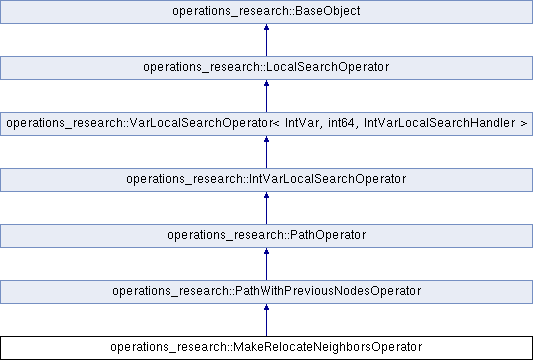 operations_research::BaseObject
operations_research::LocalSearchOperator
operations_research::VarLocalSearchOperator< IntVar, int64, IntVarLocalSearchHandler >
operations_research::IntVarLocalSearchOperator
operations_research::PathOperator
operations_research::PathWithPreviousNodesOperator
operations_research::MakeRelocateNeighborsOperator